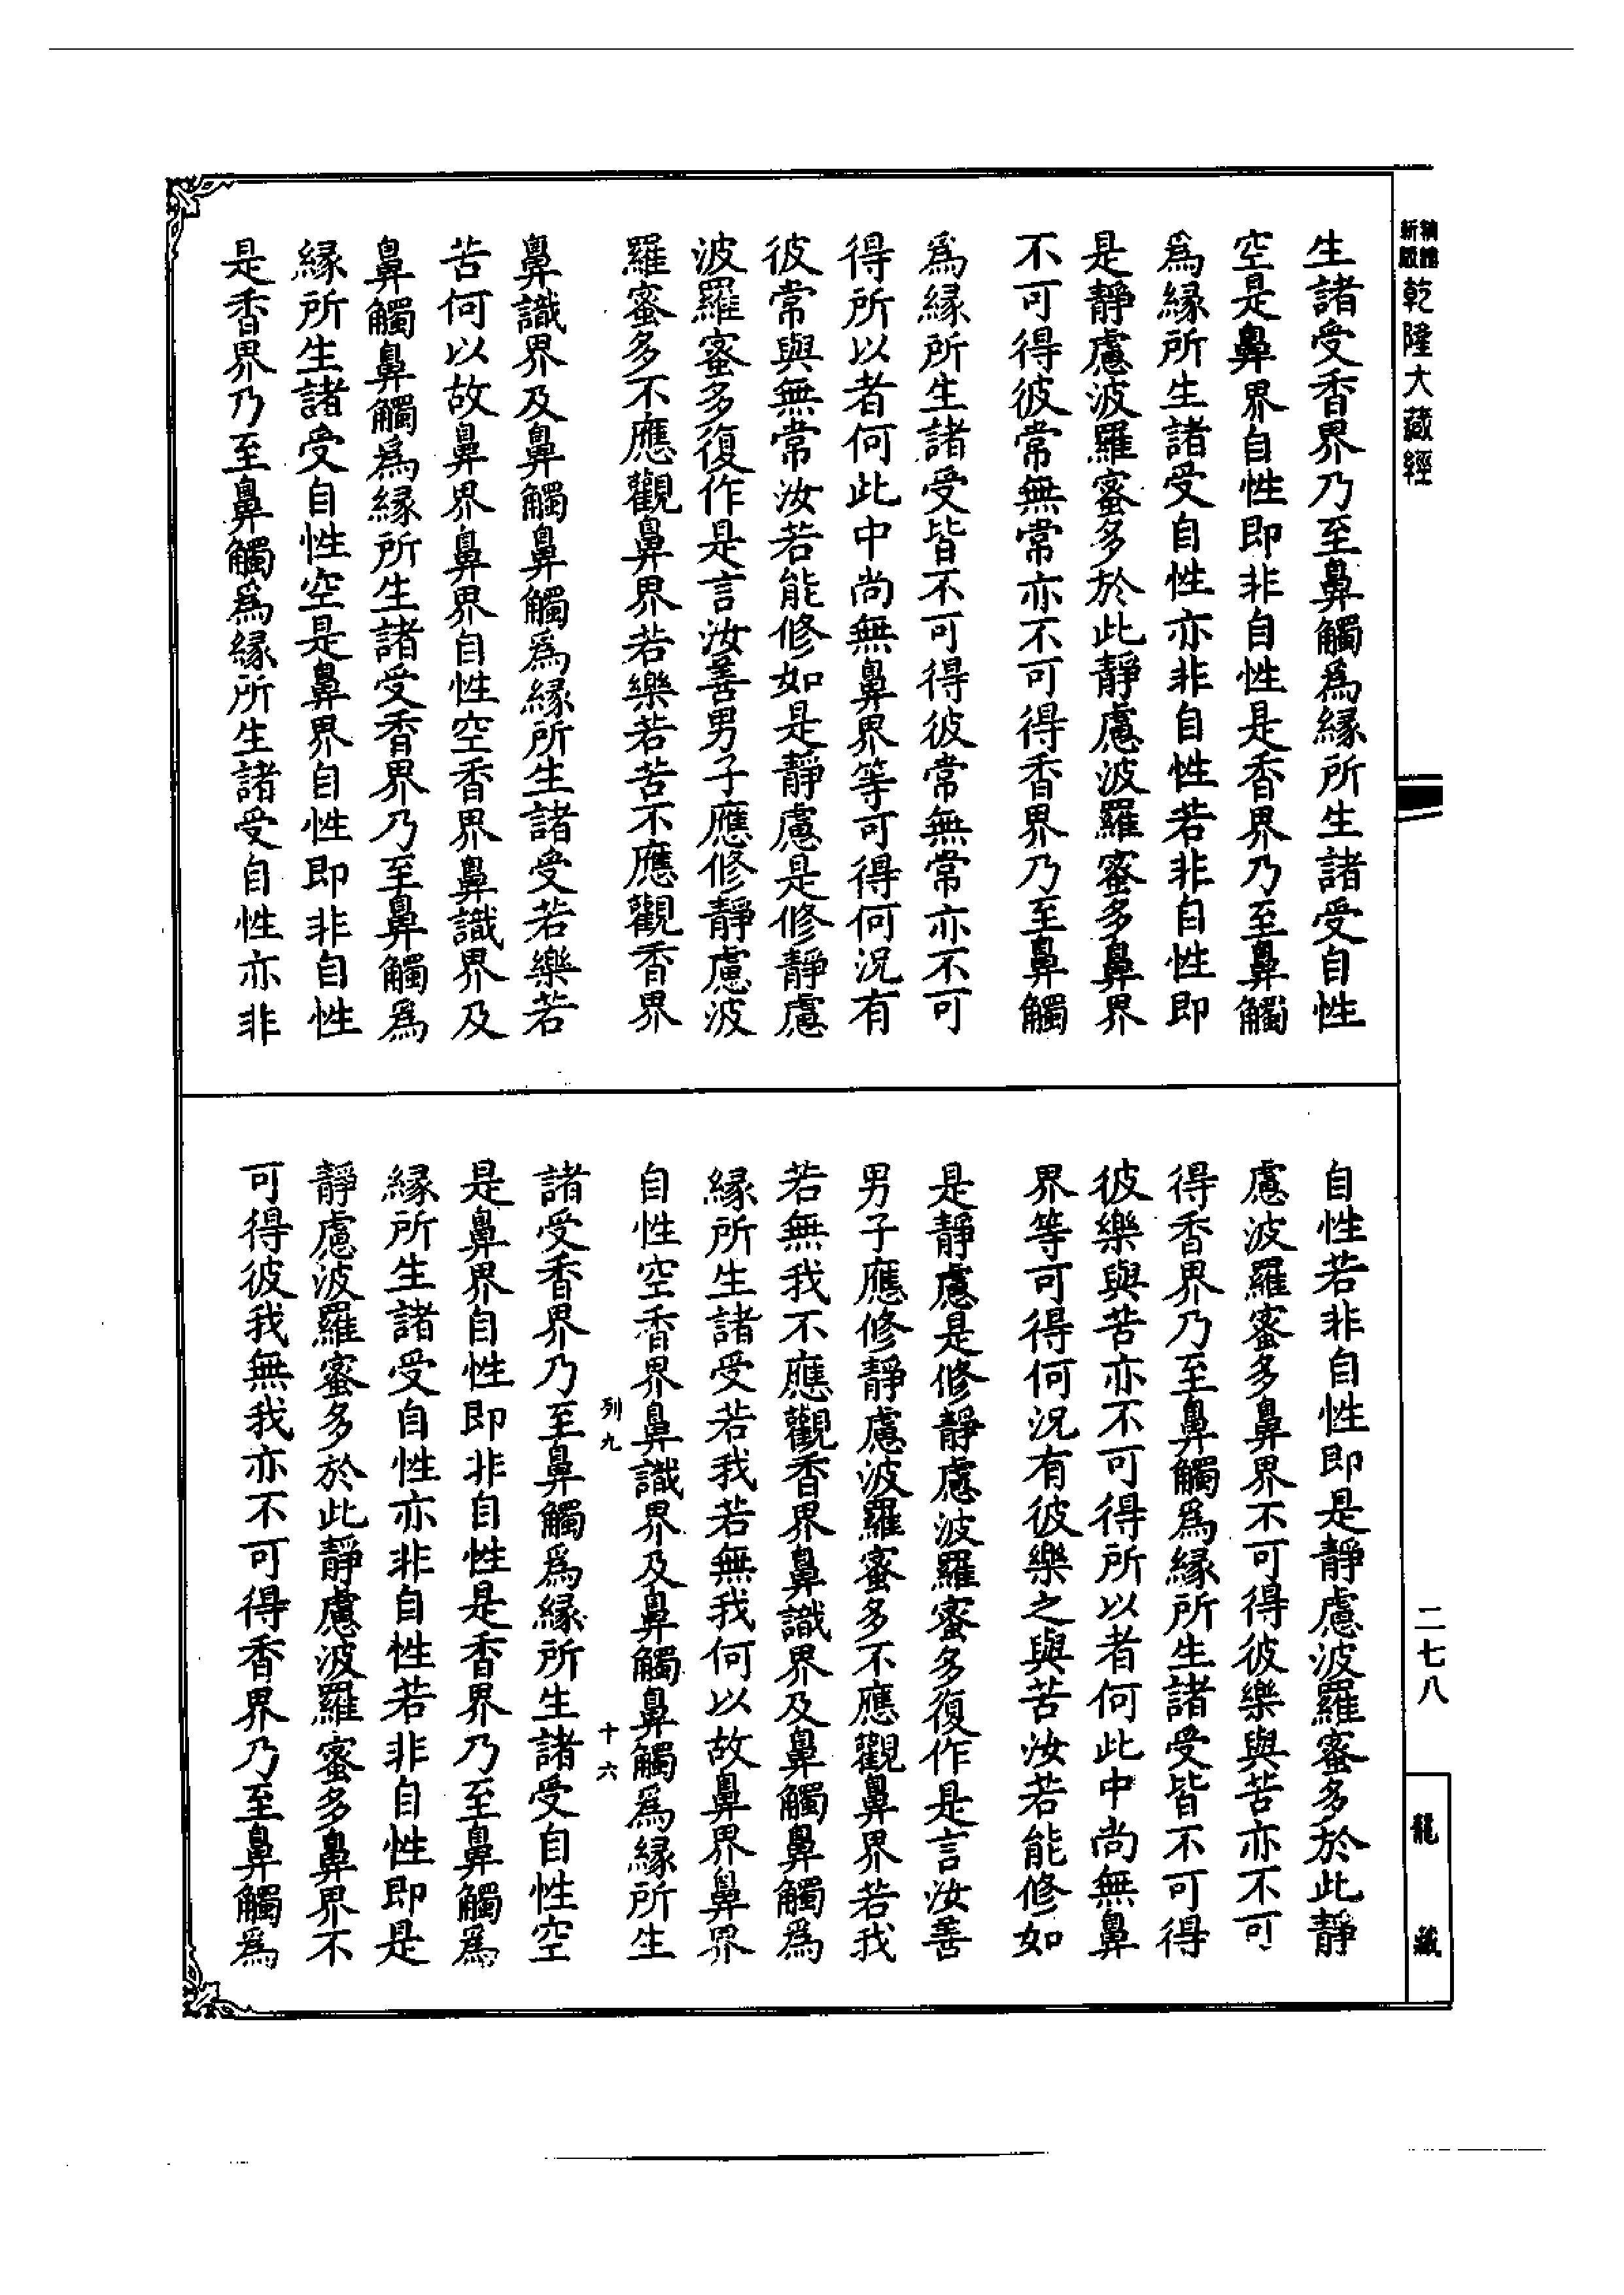 新縮
𠮟
乾隆大藏經
生諸受香界乃至鼻觸為緣所生諸受自性
空是鼻界自性即非自性是香界乃至鼻觸
為緣所生諸受自性亦非自性若非自性即
是靜慮波羅蜜多於此靜慮波羅蜜多鼻界
不可得彼常無常亦不可得香界乃至鼻觸
為緣所生諸受皆不可得彼常無常亦不可
得所以者何此中尚無鼻界等可得何況有
彼常與無常汝若能修如是靜慮是修靜慮
波羅蜜多復作是言汝善男子應修靜慮波
羅蜜多不應觀鼻界若樂若苦不應觀香界
鼻識界及鼻觸鼻觸為緣所生諸受若樂若
苦何以故鼻界鼻界自性空香界鼻識界及
鼻觸鼻觸為緣所生諸受香界乃至鼻觸為
緣所生諸受自性空是鼻界自性即非自性
是香界乃至鼻觸為緣所生諸受自性亦非
自性若非自性即是靜慮波羅蜜多於此靜
慮波羅蜜多鼻界不可得彼樂與苦亦不可
得香界乃至鼻觸為緣所生諸受皆不可得
彼樂與苦亦不可得所以者何此中尚無鼻
界等可得何況有彼樂之與苦汝若能修如
是靜慮是修靜慮波羅蜜多復作是言汝善
男子應修靜慮波羅蜜多不應觀鼻界若我
若無我不應觀香界鼻識界及鼻觸鼻觸為
緣所生諸受若我若無我何以故鼻界鼻界
自性空香界鼻識界及鼻觸鼻觸為緣所生
列九 十六
諸受香界乃至鼻觸為緣所生諸受自性空
是鼻界自性即非自性是香界乃至鼻觸為
緣所生諸受自性亦非自性若非自性即是
靜慮波羅蜜多於此靜慮波羅蜜多鼻界不
可得彼我無我亦不可得香界乃至鼻觸為
二七八
龍藏